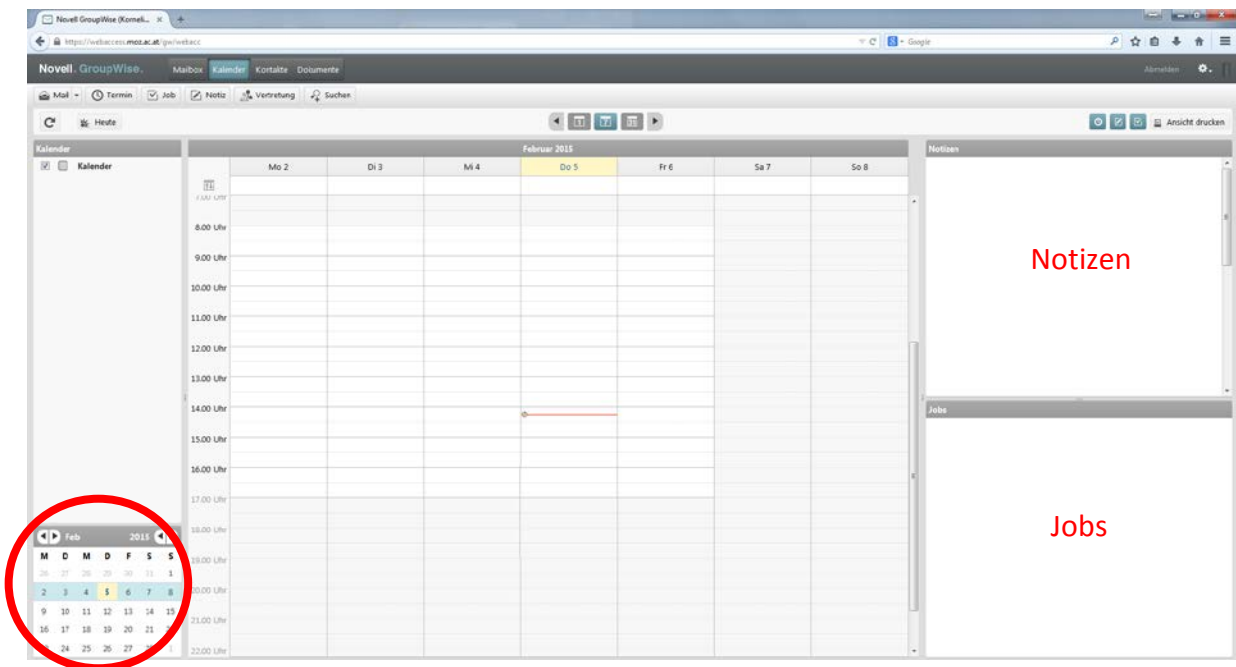 Novell GroupWise (Korneli...
https://webaccess.moz.ac.at/gw/webacc
Google
Novell. GroupWise.
Mailbox Kalender Kontakte Dokumente
Abmelden
Mail Termin Job Notiz Vertretung Suchen
Heute
1 7 31
Ansicht drucken
Kalender
Februar 2015
Notizen
Kalender
Mo 2 Di 3 Mi 4 Do 5 Fr 6 Sa 7 So 8
7.00 Uhr
8.00 Uhr
9.00 Uhr
10.00 Uhr
11.00 Uhr
12.00 Uhr
13.00 Uhr
14.00 Uhr
15.00 Uhr
16.00 Uhr
17.00 Uhr
18.00 Uhr
19.00 Uhr
20.00 Uhr
21.00 Uhr
22.00 Uhr
Notizen
Jobs
Jobs
Feb 2015
M D M D F S S
26 27 28 29 30 31 1
2 3 4 5 6 7 8
9 10 11 12 13 14 15
16 17 18 19 20 21
24 25 26 27